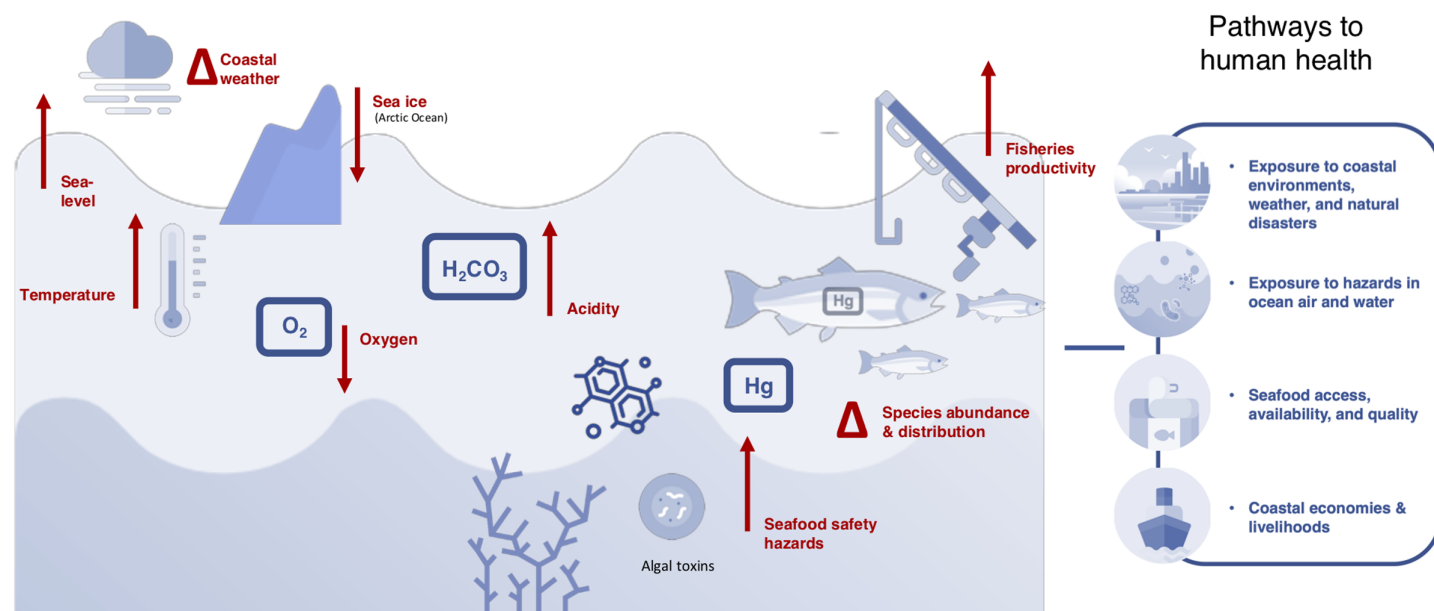 Pathways to
human health
Δ Coastal
weather
Sea ice
(Arctic Ocean)
Fisheries
productivity
Sea-
level
Temperature
H₂CO₃
Acidity
O₂
Oxygen
Hg
Hg
Δ Species abundance
& distribution
Seafood safety
hazards
Algal toxins
• Exposure to coastal
environments,
weather, and natural
disasters
• Exposure to hazards in
ocean air and water
• Seafood access,
availability, and quality
• Coastal economies &
livelihoods